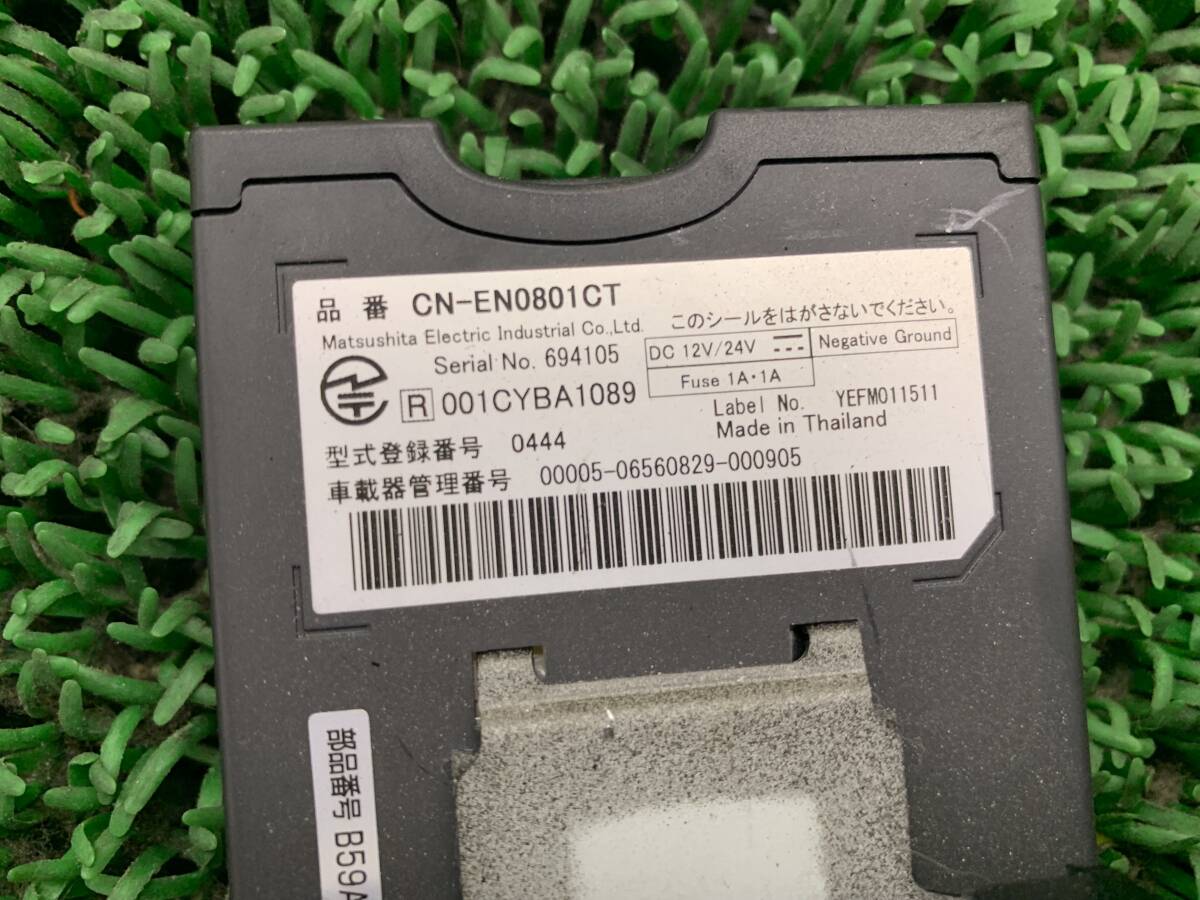 品番 CN-EN0801CT
Matsushita Electric Industrial Co.,Ltd.
このシールをはがさないでください。
Serial No. 694105
DC 12V/24V
Negative Ground
Fuse 1A・1A
R 001CYBA1089
Label No. YEFM011511
Made in Thailand
型式登録番号 0444
車載器管理番号 00005-06560829-000905
部品番号 B59A